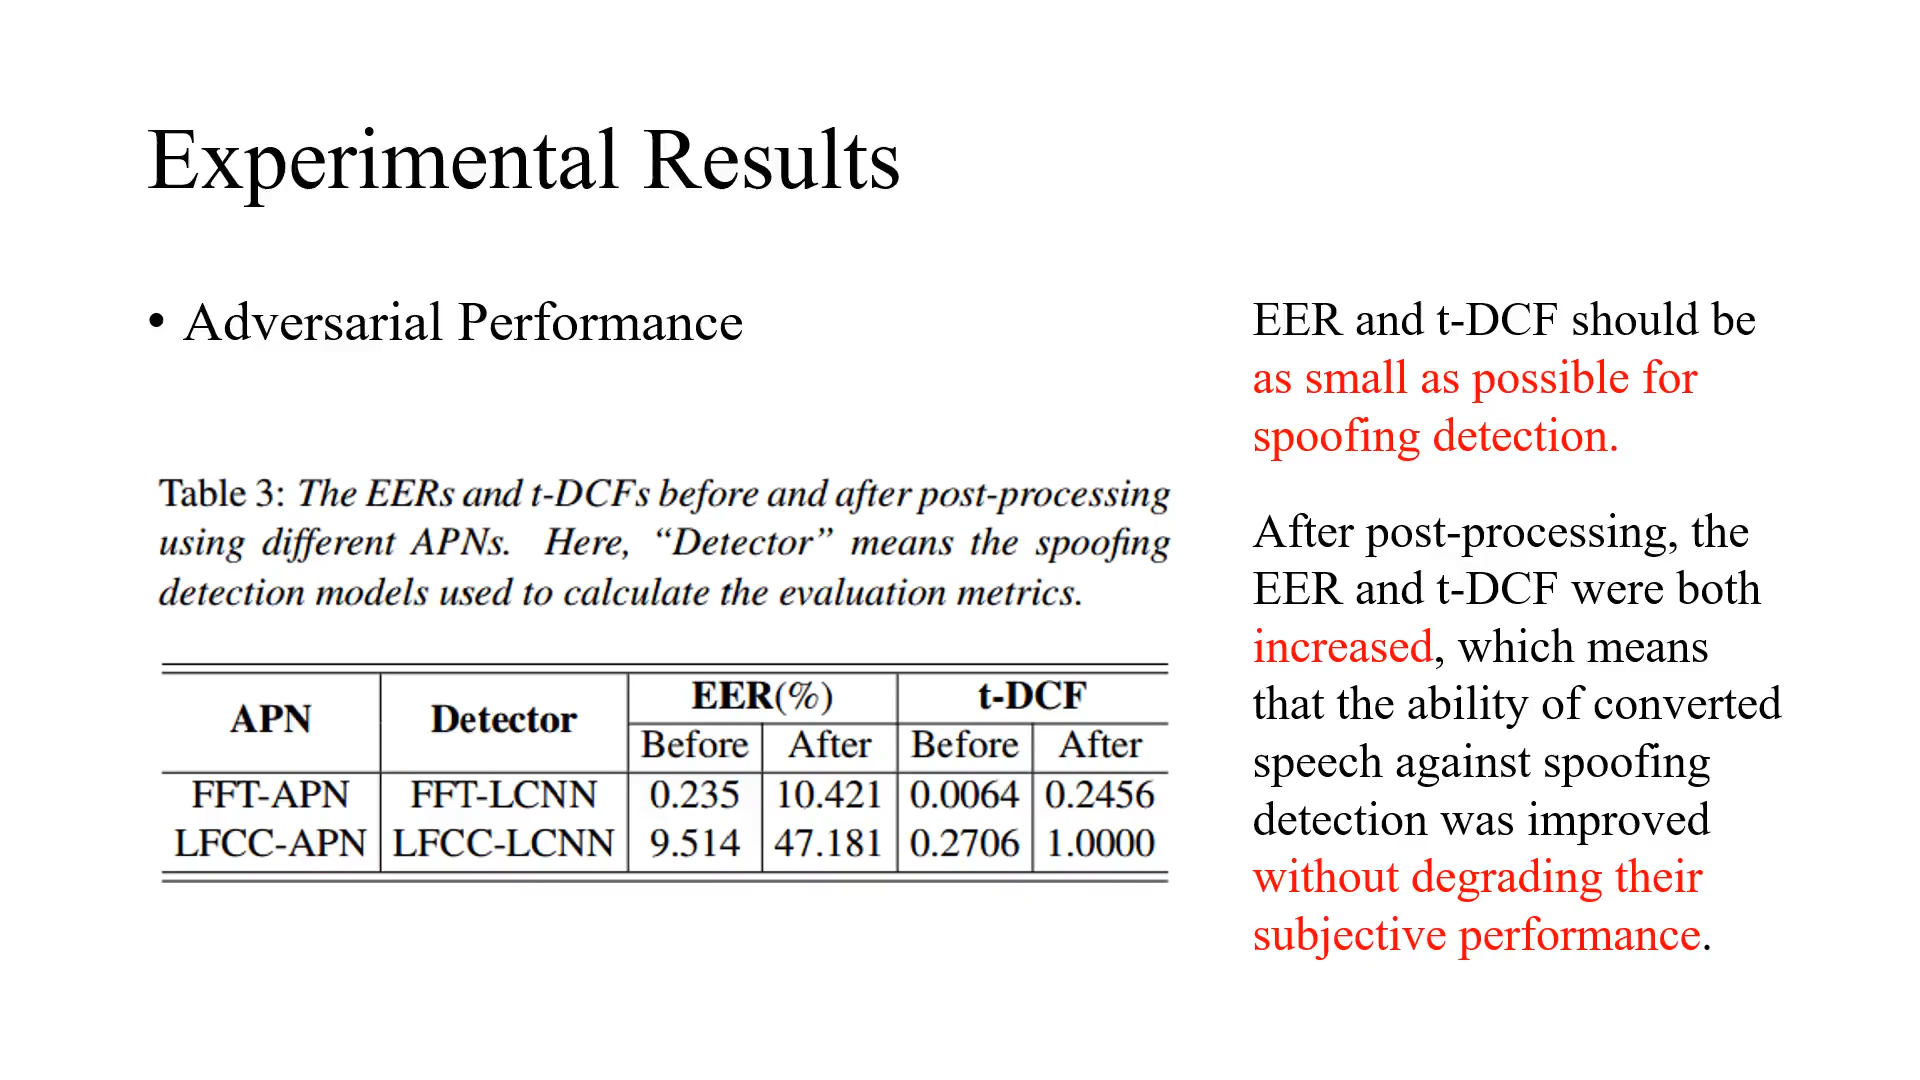 Experimental Results
• Adversarial Performance
Table 3: The EERs and t-DCFs before and after post-processing
using different APNs. Here, “Detector” means the spoofing
detection models used to calculate the evaluation metrics.
APN Detector EER(%) t-DCF
Before After Before After
FFT-APN FFT-LCNN 0.235 10.421 0.0064 0.2456
LFCC-APN LFCC-LCNN 9.514 47.181 0.2706 1.0000
EER and t-DCF should be
as small as possible for
spoofing detection.
After post-processing, the
EER and t-DCF were both
increased, which means
that the ability of converted
speech against spoofing
detection was improved
without degrading their
subjective performance.